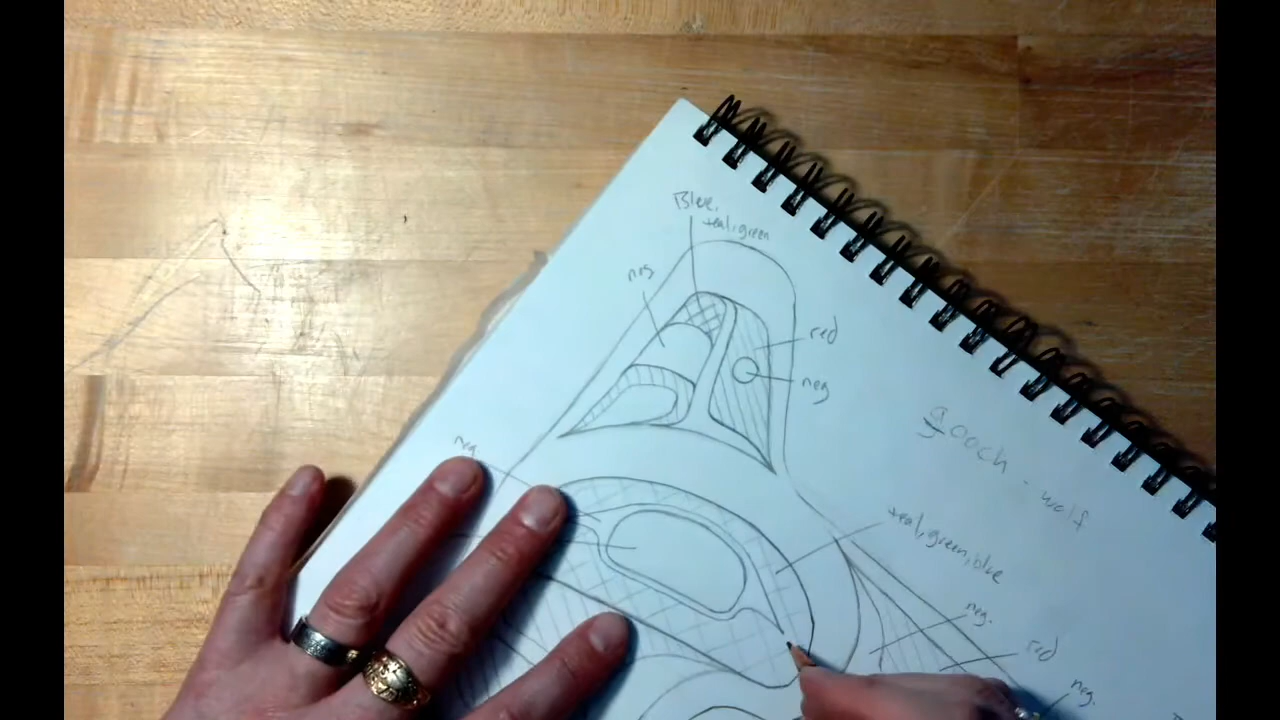 Blue,
teal, green
neg
red
neg
neg
gooch - wolf
teal, green, blue
neg.
red
neg.